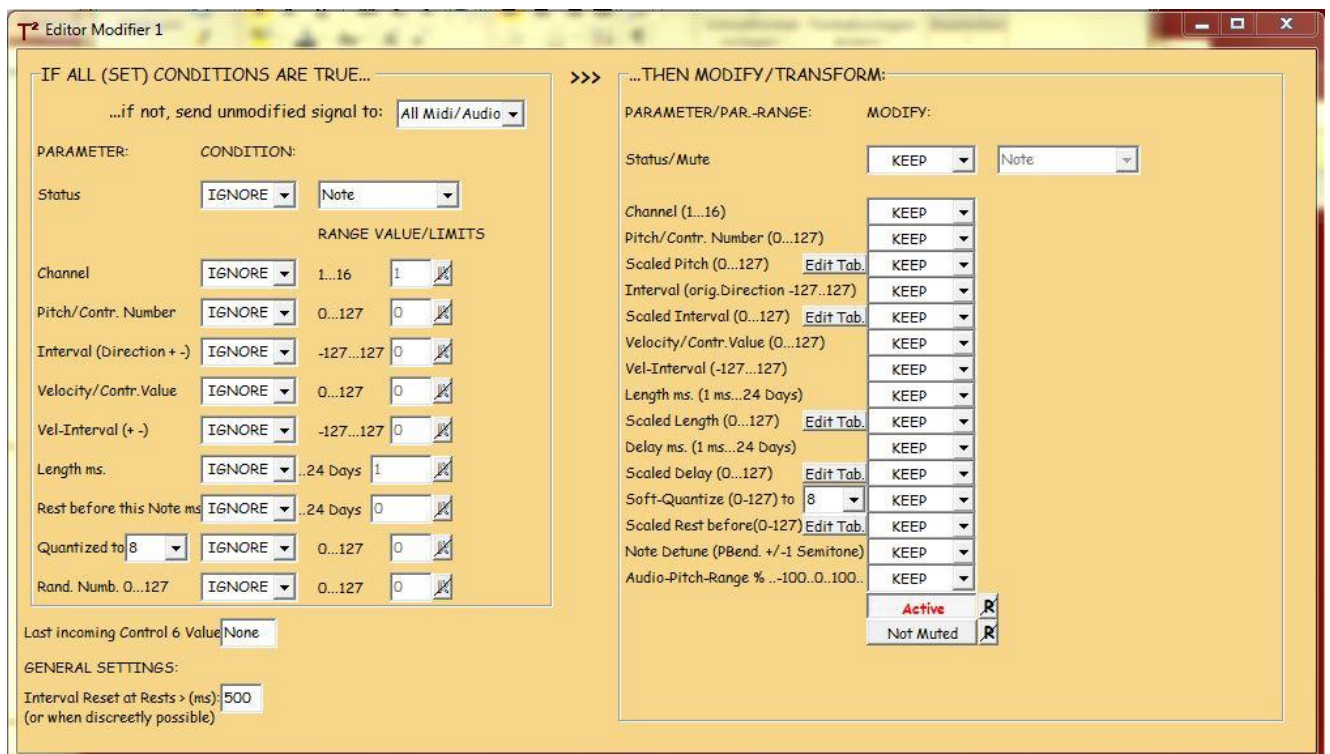 T² Editor Modifier 1
IF ALL (SET) CONDITIONS ARE TRUE...
...if not, send unmodified signal to: All Midi/Audio
PARAMETER: CONDITION:
Status IGNORE Note
RANGE VALUE/LIMITS
Channel IGNORE 1...16 1
Pitch/Contr. Number IGNORE 0...127 0
Interval (Direction + -) IGNORE -127...127 0
Velocity/Contr.Value IGNORE 0...127 0
Vel-Interval (+ -) IGNORE -127...127 0
Length ms. IGNORE ..24 Days 1
Rest before this Note ms IGNORE ..24 Days 0
Quantized to 8 IGNORE 0...127 0
Rand. Numb. 0...127 IGNORE 0...127 0
Last incoming Control 6 Value None
GENERAL SETTINGS:
Interval Reset at Rests > (ms): 500
(or when discreetly possible)
>>>
...THEN MODIFY/TRANSFORM:
PARAMETER/PAR.-RANGE: MODIFY:
Status/Mute KEEP Note
Channel (1...16) KEEP
Pitch/Contr. Number (0...127) KEEP
Scaled Pitch (0...127) Edit Tab. KEEP
Interval (orig.Direction -127..127) KEEP
Scaled Interval (0...127) Edit Tab. KEEP
Velocity/Contr.Value (0...127) KEEP
Vel-Interval (-127...127) KEEP
Length ms. (1 ms...24 Days) KEEP
Scaled Length (0...127) Edit Tab. KEEP
Delay ms. (1 ms...24 Days) KEEP
Scaled Delay (0...127) Edit Tab. KEEP
Soft-Quantize (0-127) to 8 KEEP
Scaled Rest before(0-127) Edit Tab. KEEP
Note Detune (PBend. +/-1 Semitone) KEEP
Audio-Pitch-Range % ..-100..0..100.. KEEP
Active R
Not Muted R